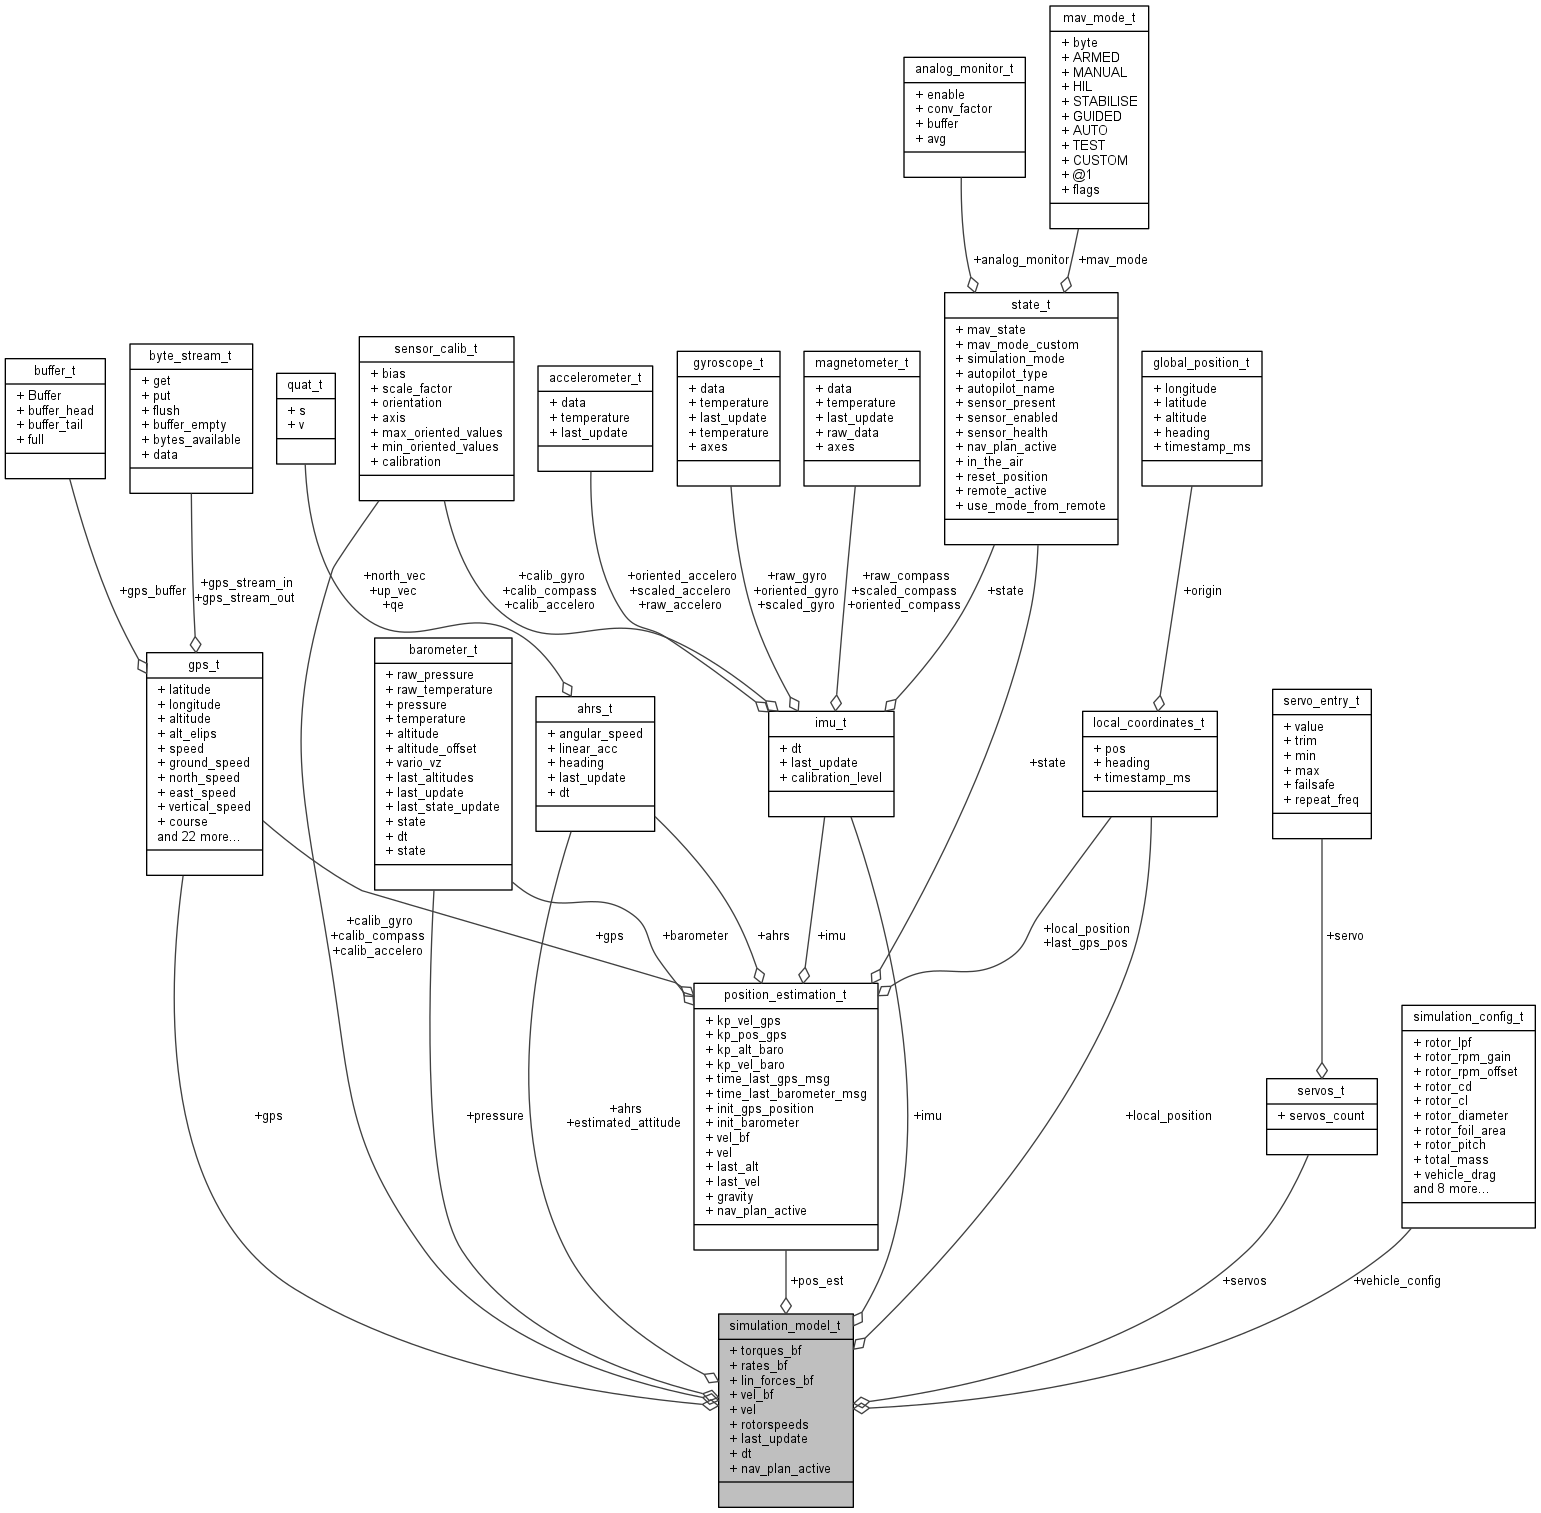 mav_mode_t
+ byte
+ ARMED
+ MANUAL
+ HIL
+ STABILISE
+ GUIDED
+ AUTO
+ TEST
+ CUSTOM
+ @1
+ flags
analog_monitor_t
+ enable
+ conv_factor
+ buffer
+ avg
+analog_monitor
+mav_mode
state_t
+ mav_state
+ mav_mode_custom
+ simulation_mode
+ autopilot_type
+ autopilot_name
+ sensor_present
+ sensor_enabled
+ sensor_health
+ nav_plan_active
+ in_the_air
+ reset_position
+ remote_active
+ use_mode_from_remote
buffer_t
+ Buffer
+ buffer_head
+ buffer_tail
+ full
byte_stream_t
+ get
+ put
+ flush
+ buffer_empty
+ bytes_available
+ data
quat_t
+ s
+ v
sensor_calib_t
+ bias
+ scale_factor
+ orientation
+ axis
+ max_oriented_values
+ min_oriented_values
+ calibration
accelerometer_t
+ data
+ temperature
+ last_update
gyroscope_t
+ data
+ temperature
+ last_update
+ temperature
+ axes
magnetometer_t
+ data
+ temperature
+ last_update
+ raw_data
+ axes
global_position_t
+ longitude
+ latitude
+ altitude
+ heading
+ timestamp_ms
+gps_buffer
+gps_stream_in
+gps_stream_out
+north_vec
+up_vec
+qe
+calib_gyro
+calib_compass
+calib_accelero
+oriented_accelero
+scaled_accelero
+raw_accelero
+raw_gyro
+oriented_gyro
+scaled_gyro
+raw_compass
+scaled_compass
+oriented_compass
+state
+origin
gps_t
+ latitude
+ longitude
+ altitude
+ alt_elips
+ speed
+ ground_speed
+ north_speed
+ east_speed
+ vertical_speed
+ course
and 22 more...
barometer_t
+ raw_pressure
+ raw_temperature
+ pressure
+ temperature
+ altitude
+ altitude_offset
+ vario_vz
+ last_altitudes
+ last_update
+ last_state_update
+ state
+ dt
+ state
ahrs_t
+ angular_speed
+ linear_acc
+ heading
+ last_update
+ dt
imu_t
+ dt
+ last_update
+ calibration_level
+state
local_coordinates_t
+ pos
+ heading
+ timestamp_ms
servo_entry_t
+ value
+ trim
+ min
+ max
+ failsafe
+ repeat_freq
+calib_gyro
+calib_compass
+calib_accelero
+gps
+barometer
+ahrs
+imu
+local_position
+last_gps_pos
+servo
position_estimation_t
+ kp_vel_gps
+ kp_pos_gps
+ kp_alt_baro
+ kp_vel_baro
+ time_last_gps_msg
+ time_last_barometer_msg
+ init_gps_position
+ init_barometer
+ vel_bf
+ vel
+ last_alt
+ last_vel
+ gravity
+ nav_plan_active
simulation_config_t
+ rotor_lpf
+ rotor_rpm_gain
+ rotor_rpm_offset
+ rotor_cd
+ rotor_cl
+ rotor_diameter
+ rotor_foil_area
+ rotor_pitch
+ total_mass
+ vehicle_drag
and 8 more...
servos_t
+ servos_count
+gps
+pressure
+ahrs
+estimated_attitude
+imu
+local_position
+pos_est
+servos
+vehicle_config
simulation_model_t
+ torques_bf
+ rates_bf
+ lin_forces_bf
+ vel_bf
+ vel
+ rotorspeeds
+ last_update
+ dt
+ nav_plan_active